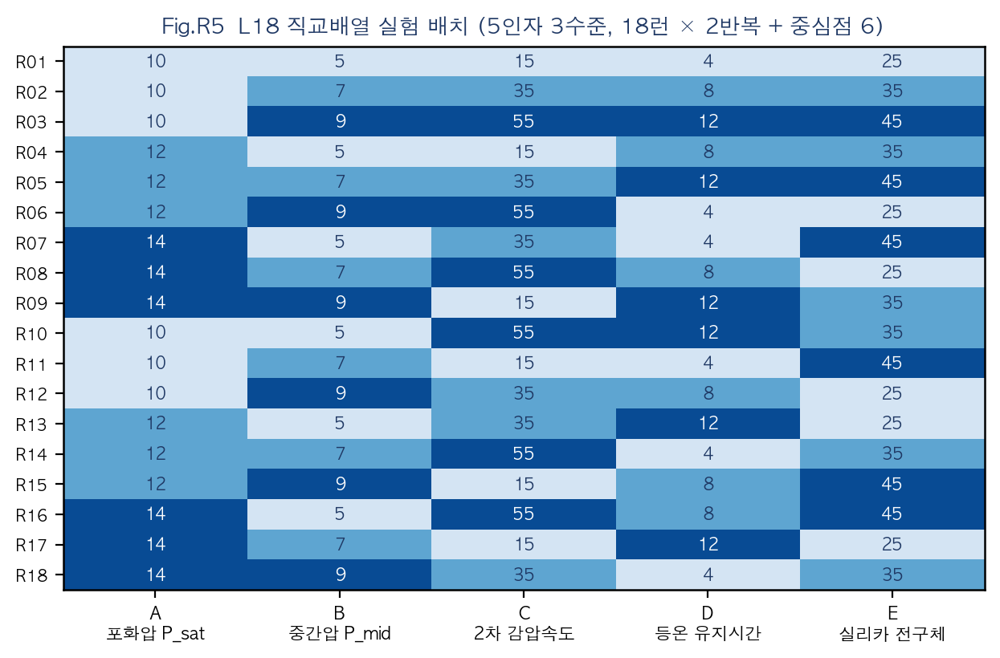 Fig.R5 L18 직교배열 실험 배치 (5인자 3수준, 18런 × 2반복 + 중심점 6)
R01 10 5 15 4 25
R02 10 7 35 8 35
R03 10 9 55 12 45
R04 12 5 15 8 35
R05 12 7 35 12 45
R06 12 9 55 4 25
R07 14 5 35 4 45
R08 14 7 55 8 25
R09 14 9 15 12 35
R10 10 5 55 12 35
R11 10 7 15 4 45
R12 10 9 35 8 25
R13 12 5 35 12 25
R14 12 7 55 4 35
R15 12 9 15 8 45
R16 14 5 55 8 45
R17 14 7 15 12 25
R18 14 9 35 4 35
A B C D E
포화압 P_sat 중간압 P_mid 2차 감압속도 등온 유지시간 실리카 전구체